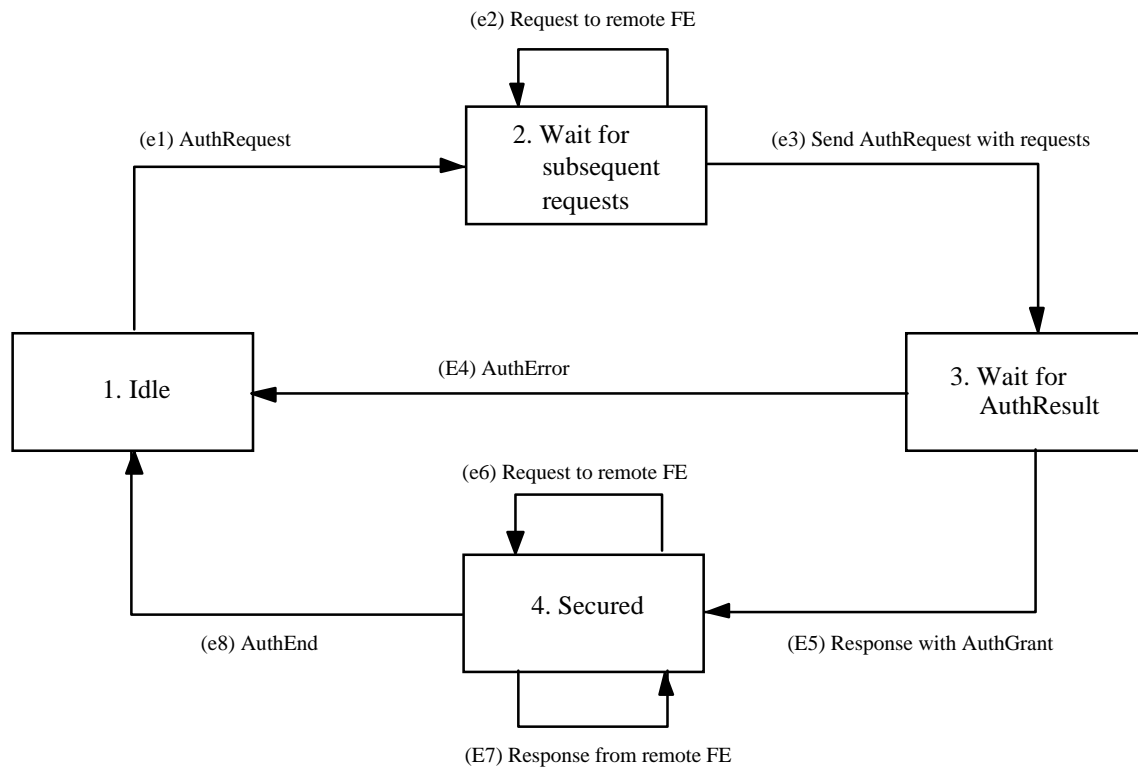 (e2) Request to remote FE
(e1) AuthRequest
2. Wait for
subsequent
requests
(e3) Send AuthRequest with requests
1. Idle
(E4) AuthError
3. Wait for
AuthResult
(e6) Request to remote FE
4. Secured
(e8) AuthEnd
(E5) Response with AuthGrant
(E7) Response from remote FE